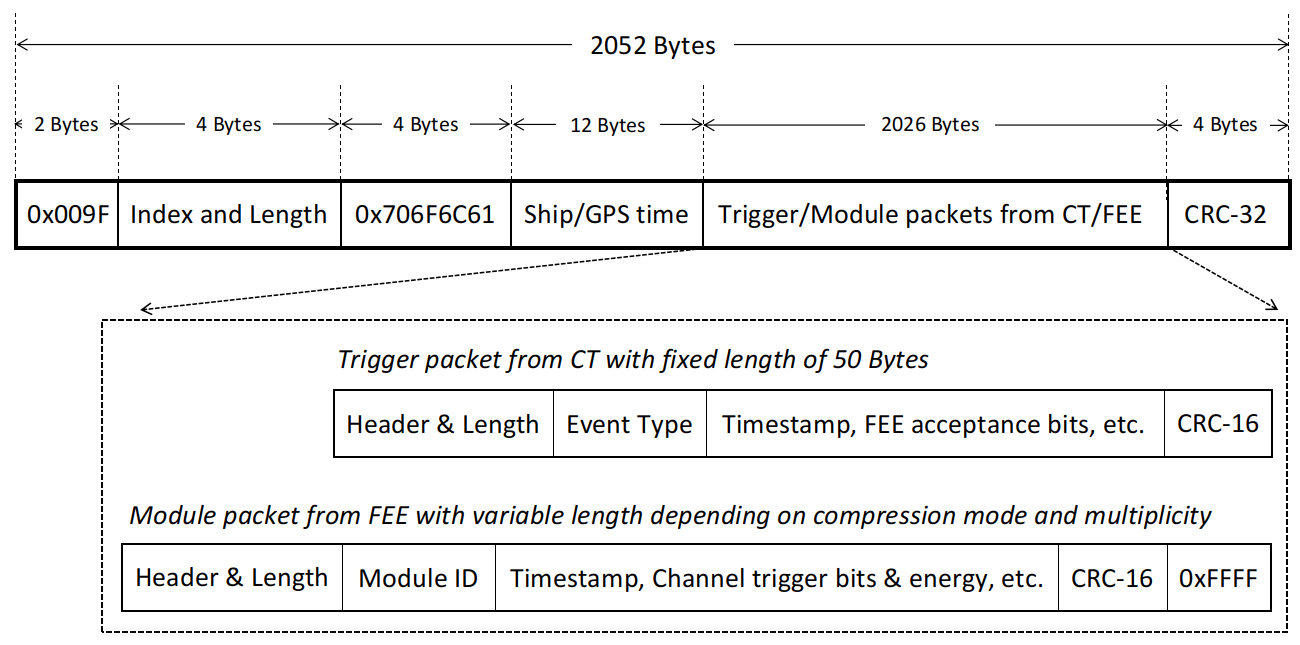 2052 Bytes
2 Bytes 4 Bytes 4 Bytes 12 Bytes 2026 Bytes 4 Bytes
0x009F Index and Length 0x706F6C61 Ship/GPS time Trigger/Module packets from CT/FEE CRC-32
Trigger packet from CT with fixed length of 50 Bytes
Header & Length Event Type Timestamp, FEE acceptance bits, etc. CRC-16
Module packet from FEE with variable length depending on compression mode and multiplicity
Header & Length Module ID Timestamp, Channel trigger bits & energy, etc. CRC-16 0xFFFF